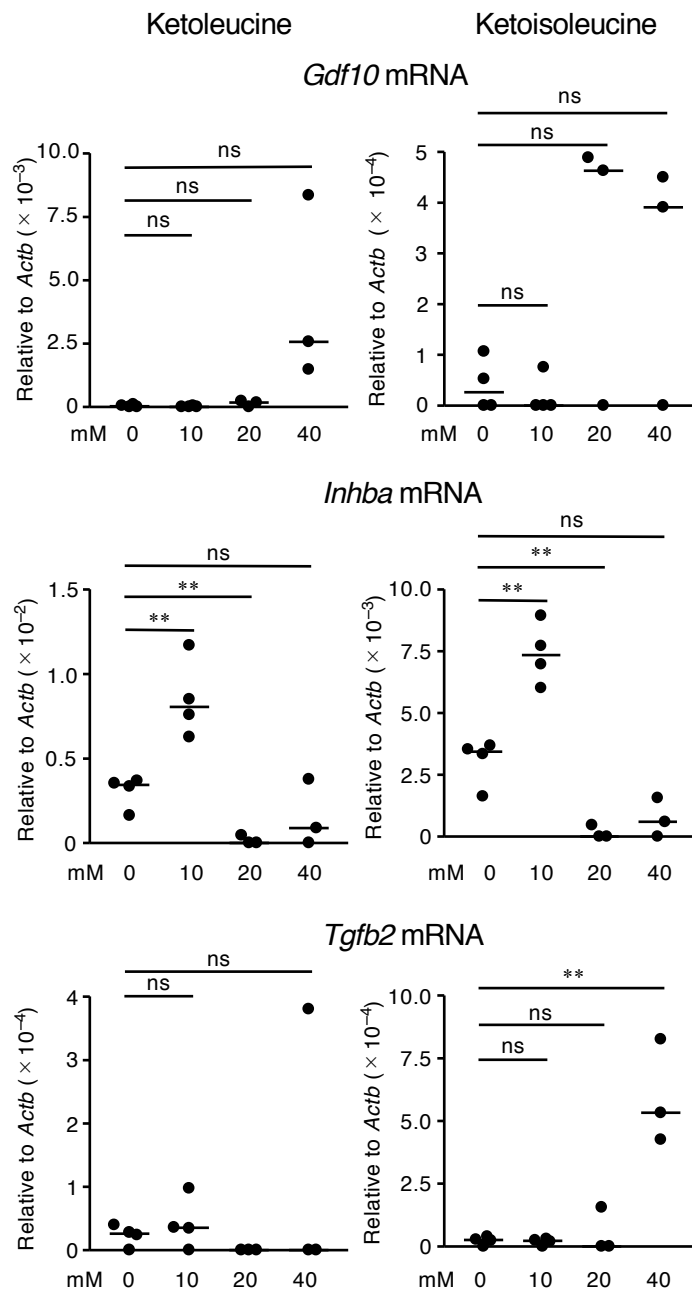 Ketoleucine Ketoisoleucine
Gdf10 mRNA
Relative to Actb (× 10−3)
10.0
7.5
5.0
2.5
0
ns
ns
ns
mM 0 10 20 40
Relative to Actb (× 10−4)
5
4
3
2
1
0
ns
ns
ns
mM 0 10 20 40
Inhba mRNA
Relative to Actb (× 10−2)
1.5
1.0
0.5
0
ns
**
**
mM 0 10 20 40
Relative to Actb (× 10−3)
10.0
7.5
5.0
2.5
0
ns
**
**
mM 0 10 20 40
Tgfb2 mRNA
Relative to Actb (× 10−4)
4
3
2
1
0
ns
ns
mM 0 10 20 40
Relative to Actb (× 10−4)
10.0
7.5
5.0
2.5
0
**
ns
ns
mM 0 10 20 40